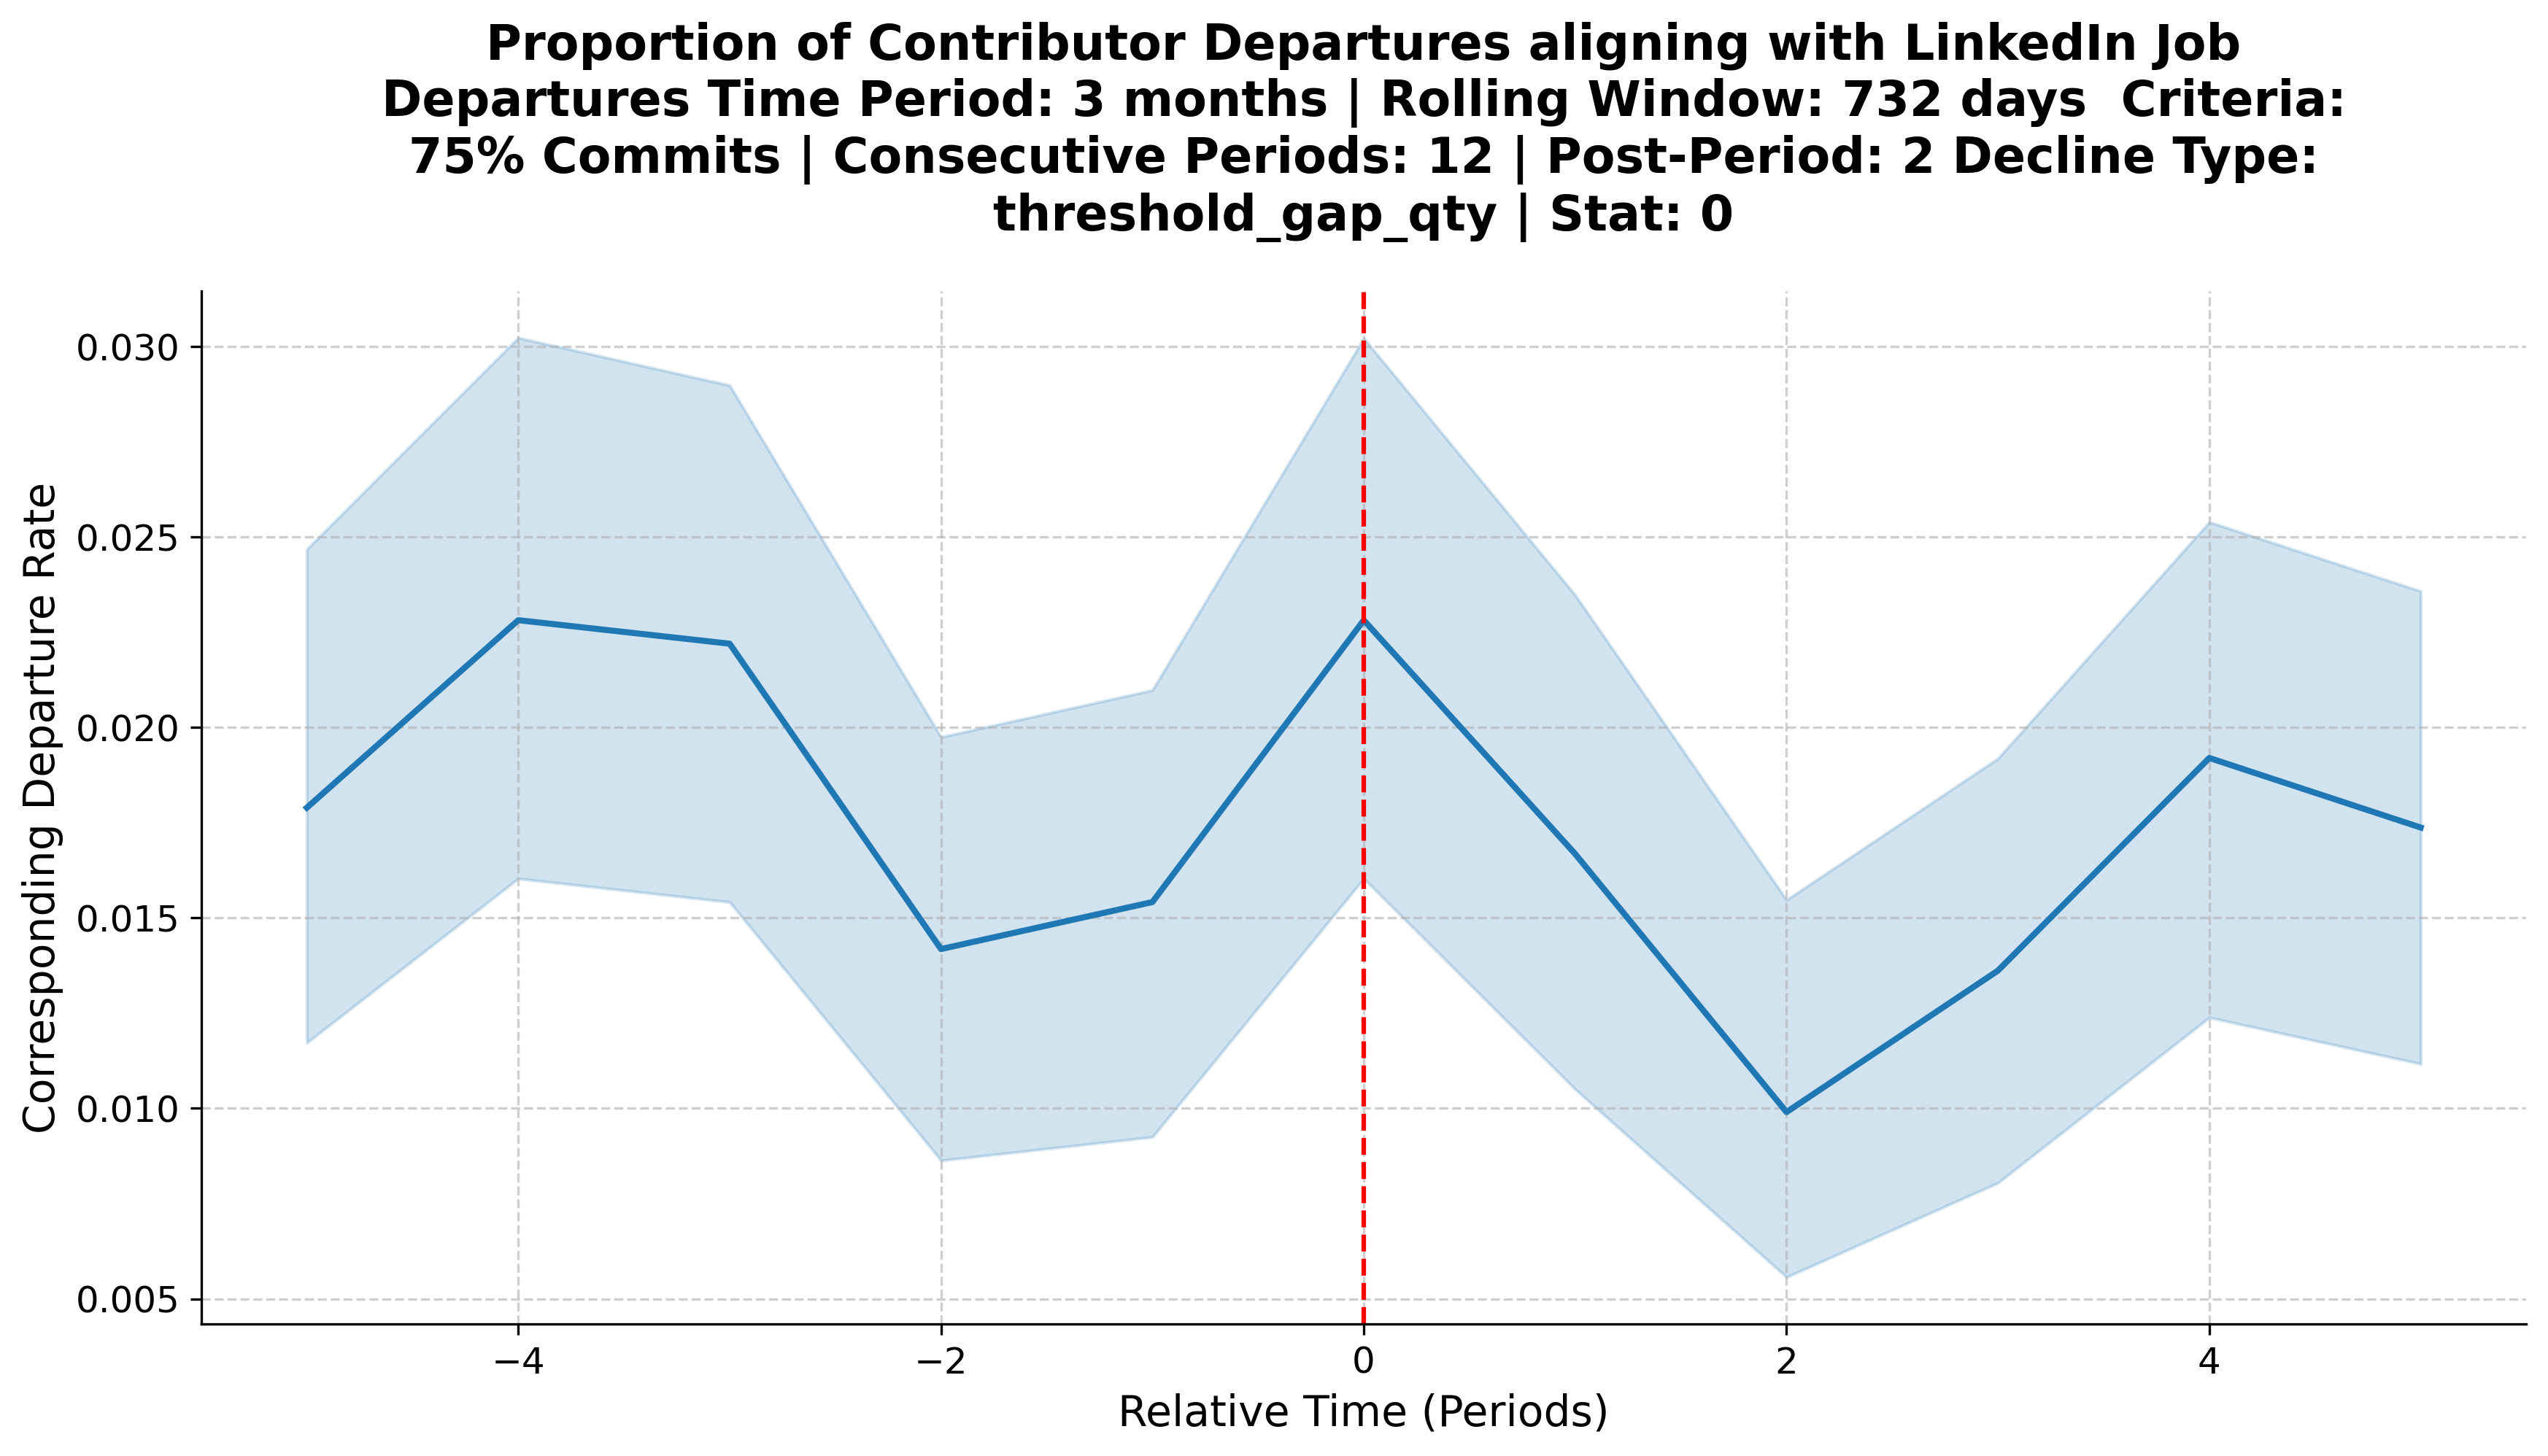 Proportion of Contributor Departures aligning with LinkedIn Job
Departures Time Period: 3 months | Rolling Window: 732 days  Criteria:
75% Commits | Consecutive Periods: 12 | Post-Period: 2 Decline Type:
threshold_gap_qty | Stat: 0
Corresponding Departure Rate
0.030
0.025
0.020
0.015
0.010
0.005
−4
−2
0
2
4
Relative Time (Periods)